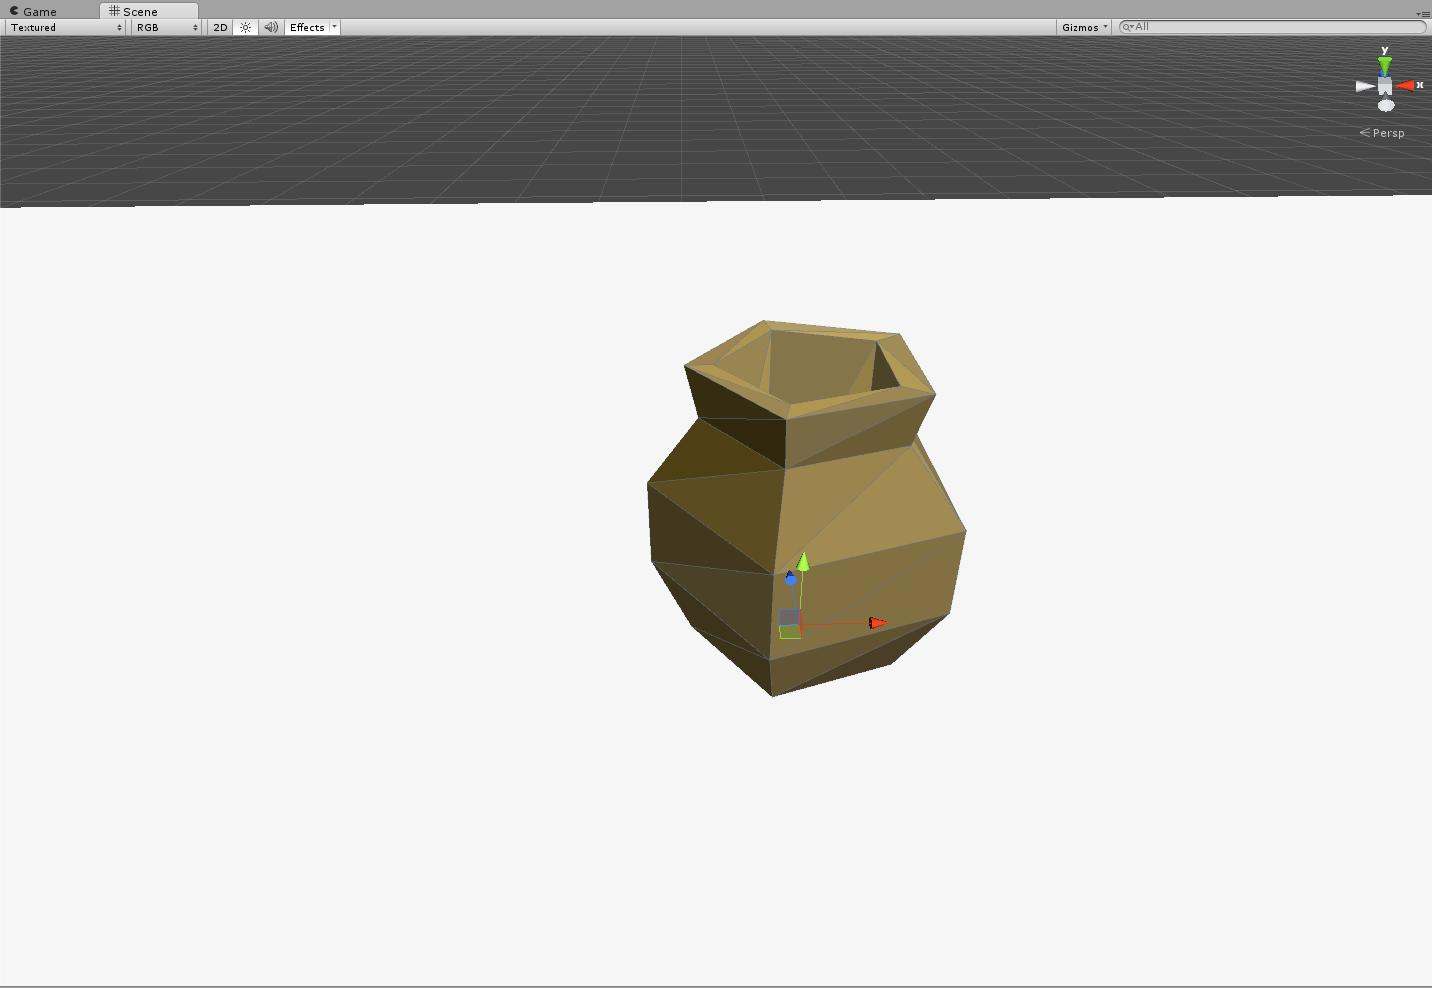 Game Scene
Textured RGB 2D Effects Gizmos All
y
x
Persp